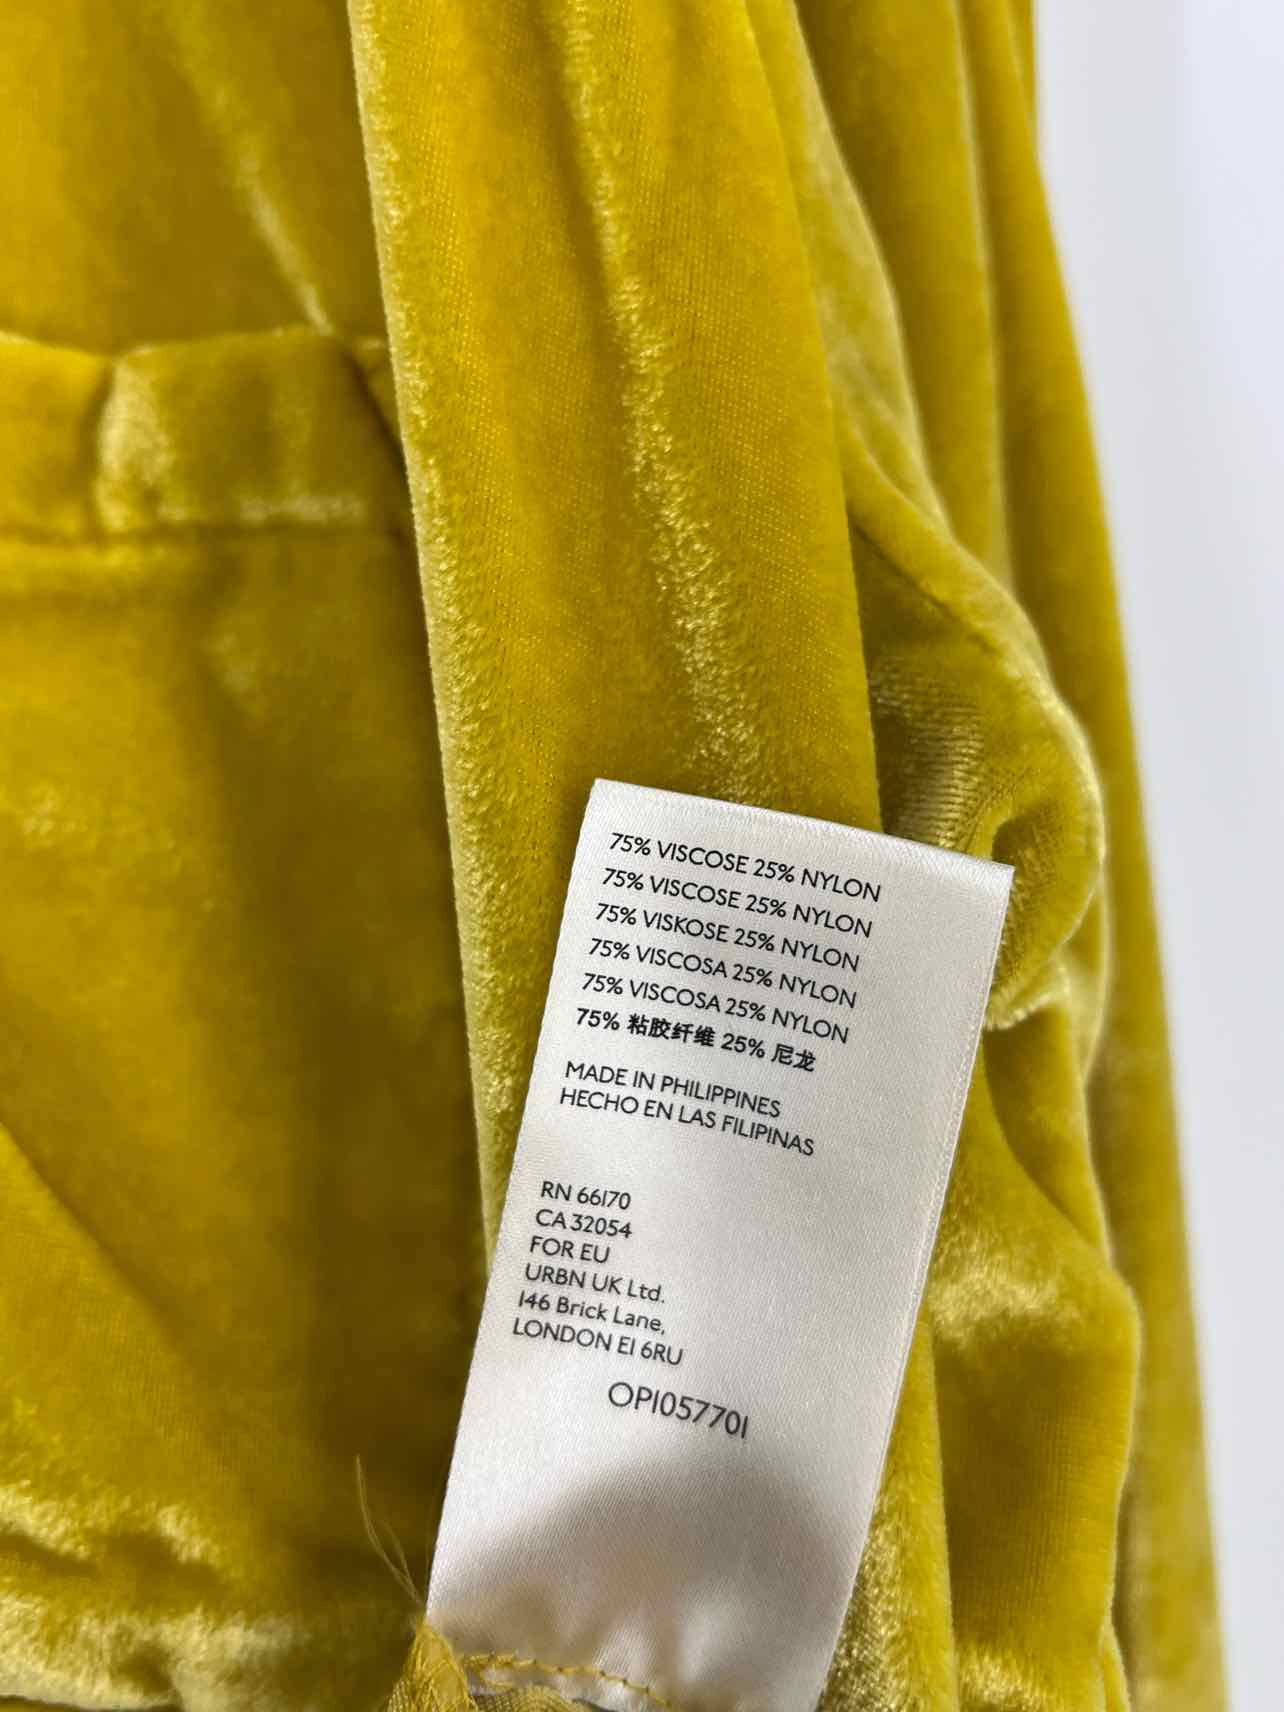 75% VISCOSE 25% NYLON
75% VISCOSE 25% NYLON
75% VISKOSE 25% NYLON
75% VISCOSA 25% NYLON
75% VISCOSA 25% NYLON
75% 粘胶纤维 25% 尼龙
MADE IN PHILIPPINES
HECHO EN LAS FILIPINAS
RN 66170
CA 32054
FOR EU
URBN UK Ltd.
146 Brick Lane,
LONDON E1 6RU
OP1057701